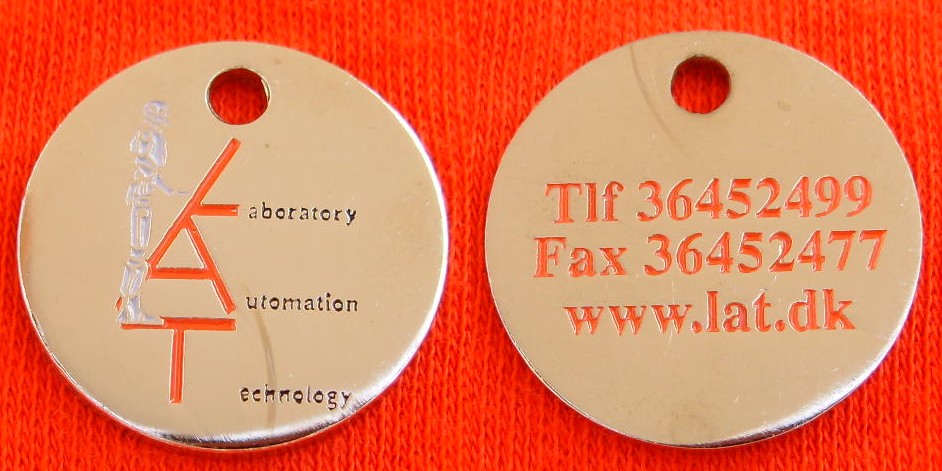 Laboratory
Automation
Technology
Tlf 36452499
Fax 36452477
www.lat.dk